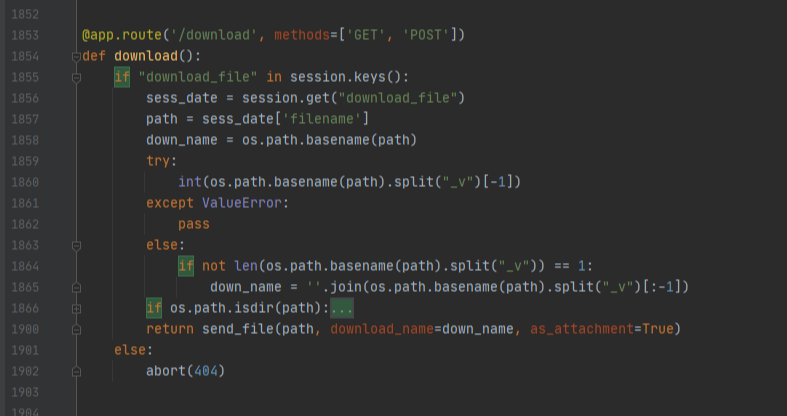 1852
1853 @app.route('/download', methods=['GET', 'POST'])
1854 def download():
1855     if "download_file" in session.keys():
1856         sess_date = session.get("download_file")
1857         path = sess_date['filename']
1858         down_name = os.path.basename(path)
1859         try:
1860             int(os.path.basename(path).split("_v")[-1])
1861         except ValueError:
1862             pass
1863         else:
1864             if not len(os.path.basename(path).split("_v")) == 1:
1865                 down_name = ''.join(os.path.basename(path).split("_v")[:-1])
1866         if os.path.isdir(path):...
1900         return send_file(path, download_name=down_name, as_attachment=True)
1901     else:
1902         abort(404)
1903
1904